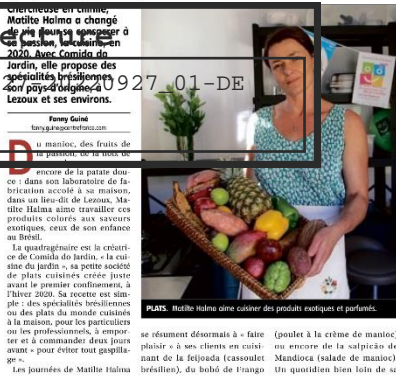 Chercheuse en chimie,
Matilte Halma a changé
de vie pour se consacrer à
sa passion, la cuisine, en
2020. Avec Comida do
Jardin, elle propose des
spécialités brésiliennes,
son pays d'origine, à
Lezoux et ses environs.
ecture
20220927_01-DE
Fanny Guiné
fanny.guine@centrefrance.com
Du manioc, des fruits de
la passion, de la noix de
encore de la patate dou-
ce : dans son laboratoire de fa-
brication accolé à sa maison,
dans un lieu-dit de Lezoux, Ma-
tilte Halma aime travailler ces
produits colorés aux saveurs
exotiques, ceux de son enfance
au Brésil.
La quadragénaire est la créatri-
ce de Comida do Jardin, « la cui-
sine du jardin », sa petite société
de plats cuisinés créée juste
avant le premier confinement, à
l'hiver 2020. Sa recette est sim-
ple : des spécialités brésiliennes
ou des plats du monde cuisinés
à la maison, pour les particuliers
ou les professionnels, à empor-
ter et à commander deux jours
avant « pour éviter tout gaspilla-
ge ».
Les journées de Matilte Halma
PLATS. Matilte Halma aime cuisiner des produits exotiques et parfumés.
se résument désormais à « faire
plaisir » à ses clients en cuisi-
nant de la feijoada (cassoulet
brésilien), du bobó de Frango
(poulet à la crème de manioc)
ou encore de la salpicão de
Mandioca (salade de manioc).
Un quotidien bien loin de sa